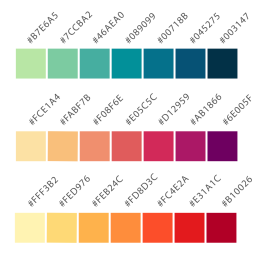 #B7E6A5 #7CCBA2 #46AEA0 #089099 #00718B #045275 #003147
#FCE1A4 #FABF7B #F08F6E #E05C5C #D12959 #AB1866 #6E005F
#FFF3B2 #FED976 #FEB24C #FD8D3C #FC4E2A #E31A1C #B10026